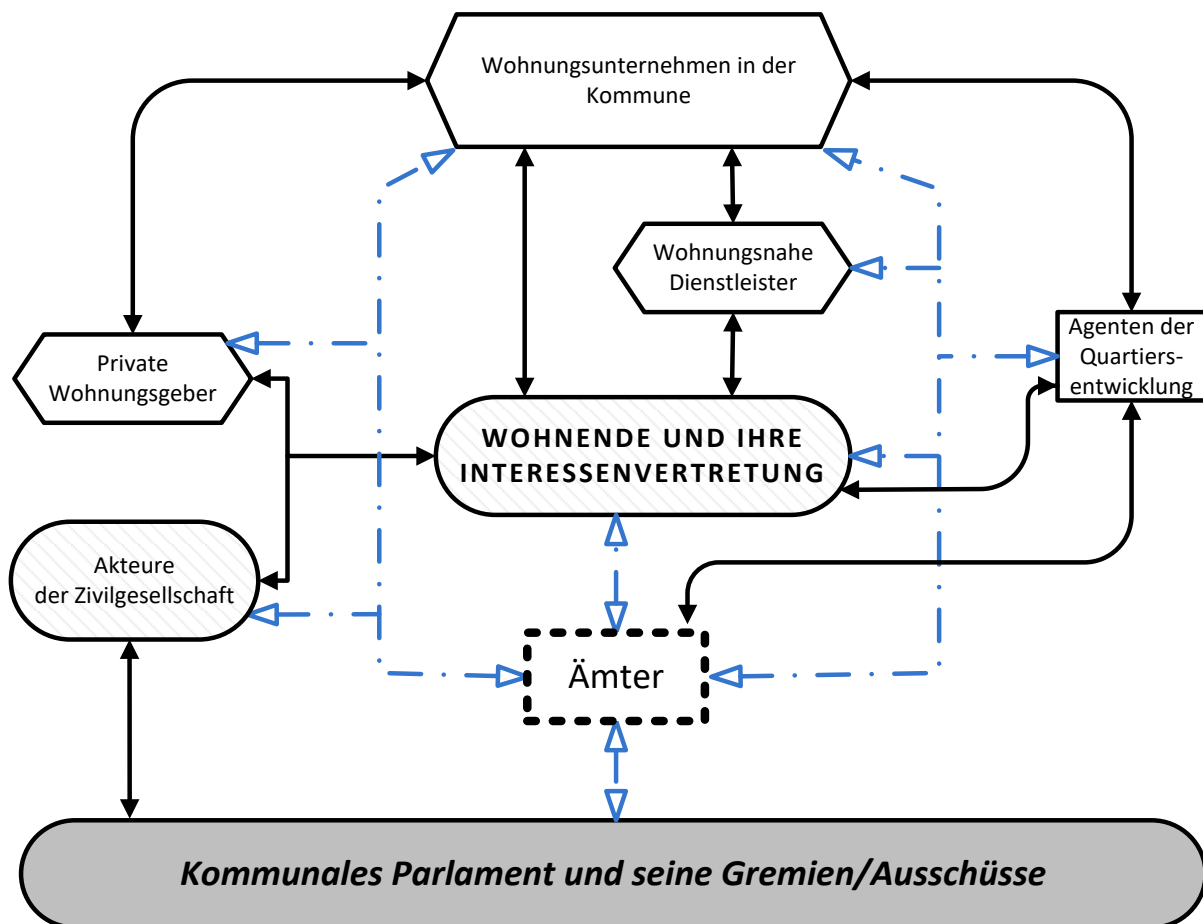 Wohnungsunternehmen in der
Kommune
Wohnungsnahe
Dienstleister
Private
Wohnungsgeber
Agenten der
Quartiers-
entwicklung
WOHNENDE UND IHRE
INTERESSENVERTRETUNG
Akteure
der Zivilgesellschaft
Ämter
Kommunales Parlament und seine Gremien/Ausschüsse